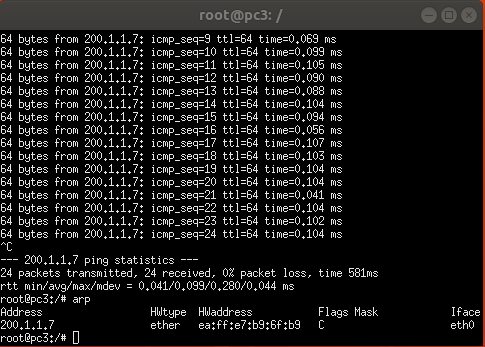 root@pc3: /
64 bytes from 200.1.1.7: icmp_seq=9 ttl=64 time=0.069 ms
64 bytes from 200.1.1.7: icmp_seq=10 ttl=64 time=0.099 ms
64 bytes from 200.1.1.7: icmp_seq=11 ttl=64 time=0.105 ms
64 bytes from 200.1.1.7: icmp_seq=12 ttl=64 time=0.090 ms
64 bytes from 200.1.1.7: icmp_seq=13 ttl=64 time=0.088 ms
64 bytes from 200.1.1.7: icmp_seq=14 ttl=64 time=0.104 ms
64 bytes from 200.1.1.7: icmp_seq=15 ttl=64 time=0.094 ms
64 bytes from 200.1.1.7: icmp_seq=16 ttl=64 time=0.056 ms
64 bytes from 200.1.1.7: icmp_seq=17 ttl=64 time=0.107 ms
64 bytes from 200.1.1.7: icmp_seq=18 ttl=64 time=0.103 ms
64 bytes from 200.1.1.7: icmp_seq=19 ttl=64 time=0.104 ms
64 bytes from 200.1.1.7: icmp_seq=20 ttl=64 time=0.104 ms
64 bytes from 200.1.1.7: icmp_seq=21 ttl=64 time=0.041 ms
64 bytes from 200.1.1.7: icmp_seq=22 ttl=64 time=0.104 ms
64 bytes from 200.1.1.7: icmp_seq=23 ttl=64 time=0.102 ms
64 bytes from 200.1.1.7: icmp_seq=24 ttl=64 time=0.104 ms
^C
--- 200.1.1.7 ping statistics ---
24 packets transmitted, 24 received, 0% packet loss, time 581ms
rtt min/avg/max/mdev = 0.041/0.099/0.280/0.044 ms
root@pc3:/# arp
Address HWtype HWaddress Flags Mask Iface
200.1.1.7 ether ea:ff:e7:b9:6f:b9 C eth0
root@pc3:/#